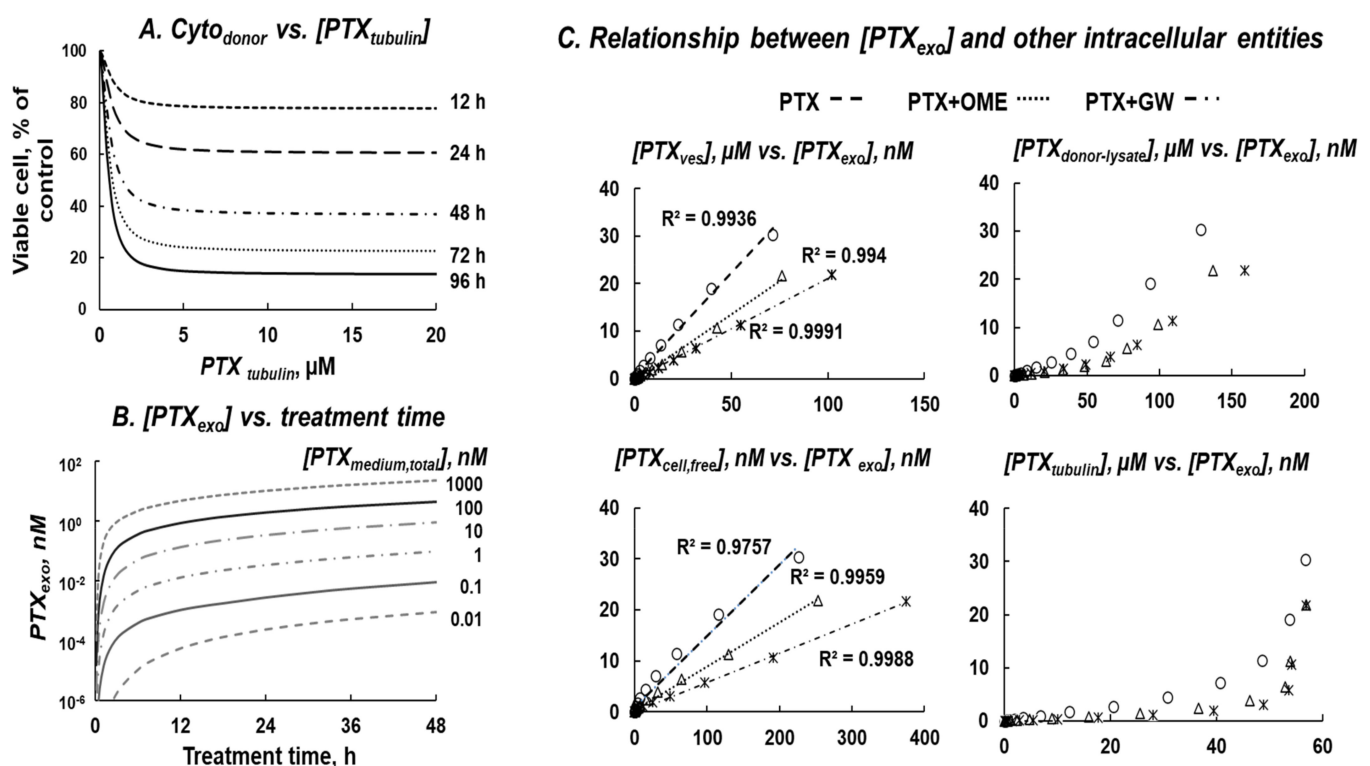 A. Cyto_donor vs. [PTX_tubulin]
Viable cell, % of
control
100
80
60
40
20
0
12 h
24 h
48 h
72 h
96 h
0 5 10 15 20
PTX tubulin, µM
B. [PTX_exo] vs. treatment time
[PTX_medium,total], nM
PTX_exo, nM
10^2
10^0
10^-2
10^-4
10^-6
1000
100
10
1
0.1
0.01
0 12 24 36 48
Treatment time, h
C. Relationship between [PTX_exo] and other intracellular entities
PTX PTX+OME PTX+GW
[PTX_ves], µM vs. [PTX_exo], nM
40
30
20
10
0
R² = 0.9936
R² = 0.994
R² = 0.9991
0 50 100 150
[PTX_donor-lysate], µM vs. [PTX_exo], nM
40
30
20
10
0
0 50 100 150 200
[PTX_cell,free], nM vs. [PTX_exo], nM
40
30
20
10
0
R² = 0.9757
R² = 0.9959
R² = 0.9988
0 100 200 300 400
[PTX_tubulin], µM vs. [PTX_exo], nM
40
30
20
10
0
0 20 40 60